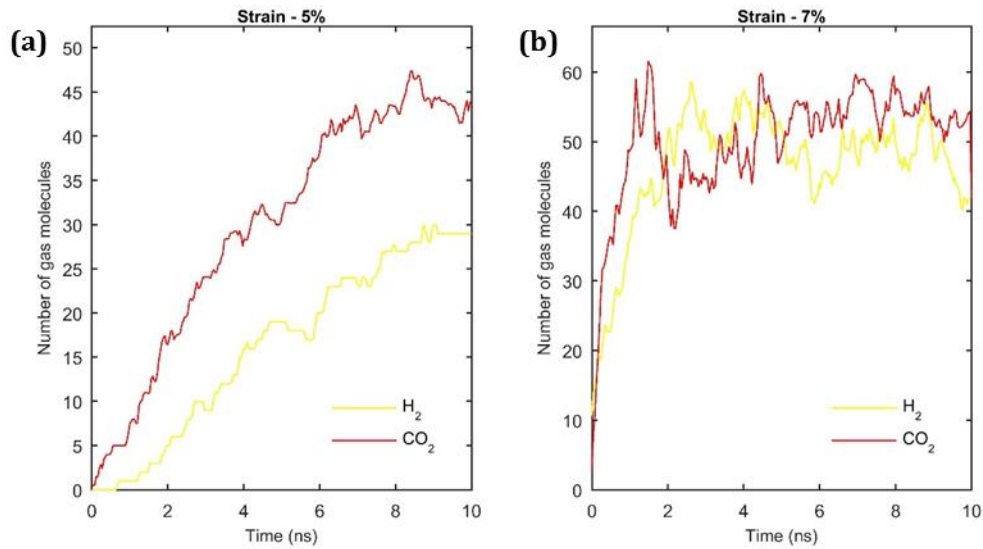 (a)
Strain - 5%
50
45
40
35
30
25
20
15
10
5
0
0 2 4 6 8 10
Number of gas molecules
Time (ns)
H₂
CO₂
(b)
Strain - 7%
60
50
40
30
20
10
0
0 2 4 6 8 10
Number of gas molecules
Time (ns)
H₂
CO₂